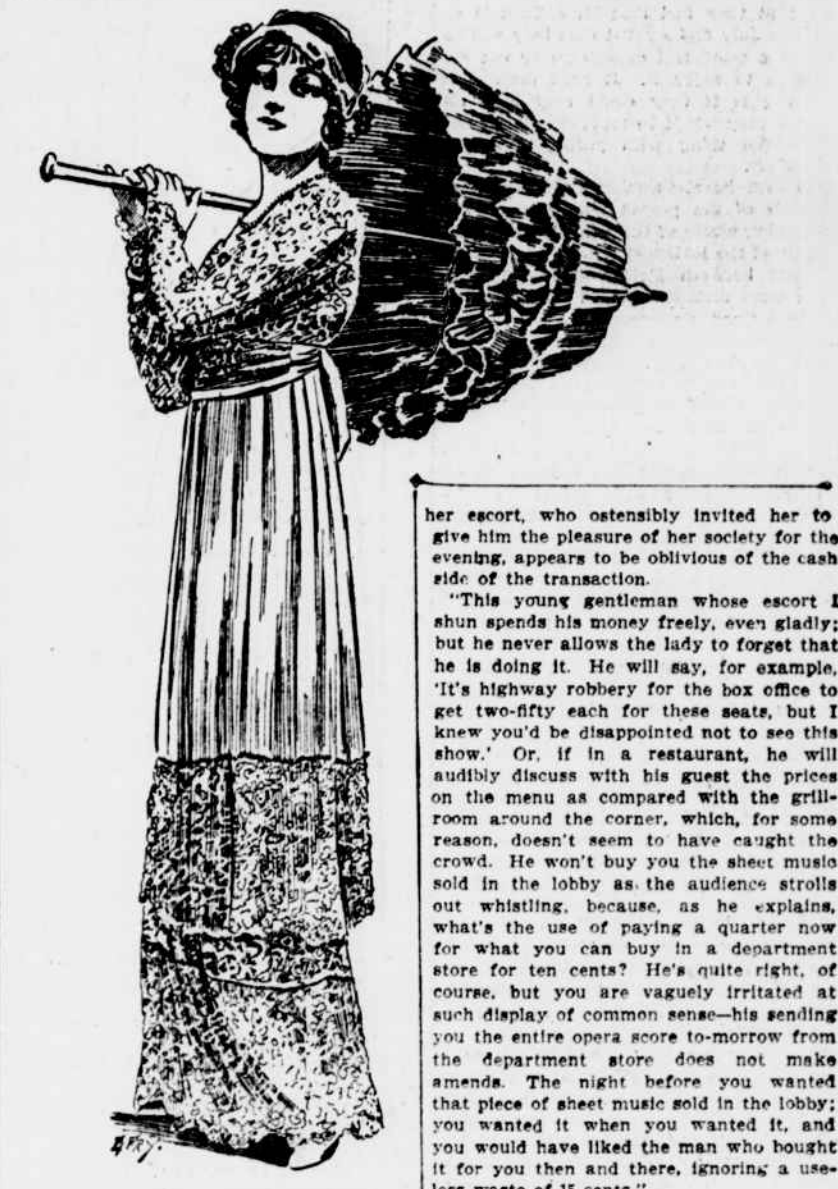 her escort, who ostensibly invited her to
give him the pleasure of her society for the
evening, appears to be oblivious of the cash
side of the transaction.
"This young gentleman whose escort I
shun spends his money freely, even gladly;
but he never allows the lady to forget that
he is doing it. He will say, for example,
'It's highway robbery for the box office to
get two-fifty each for these seats, but I
knew you'd be disappointed not to see this
show.' Or, if in a restaurant, he will
audibly discuss with his guest the prices
on the menu as compared with the grill-
room around the corner, which, for some
reason, doesn't seem to have caught the
crowd. He won't buy you the sheet music
sold in the lobby as the audience strolls
out whistling, because, as he explains,
what's the use of paying a quarter now
for what you can buy in a department
store for ten cents? He's quite right, of
course, but you are vaguely irritated at
such display of common sense—his sending
you the entire opera score to-morrow from
the department store does not make
amends. The night before you wanted
that piece of sheet music sold in the lobby;
you wanted it when you wanted it, and
you would have liked the man who bought
it for you then and there, ignoring a use-
less waste of 15 cents."